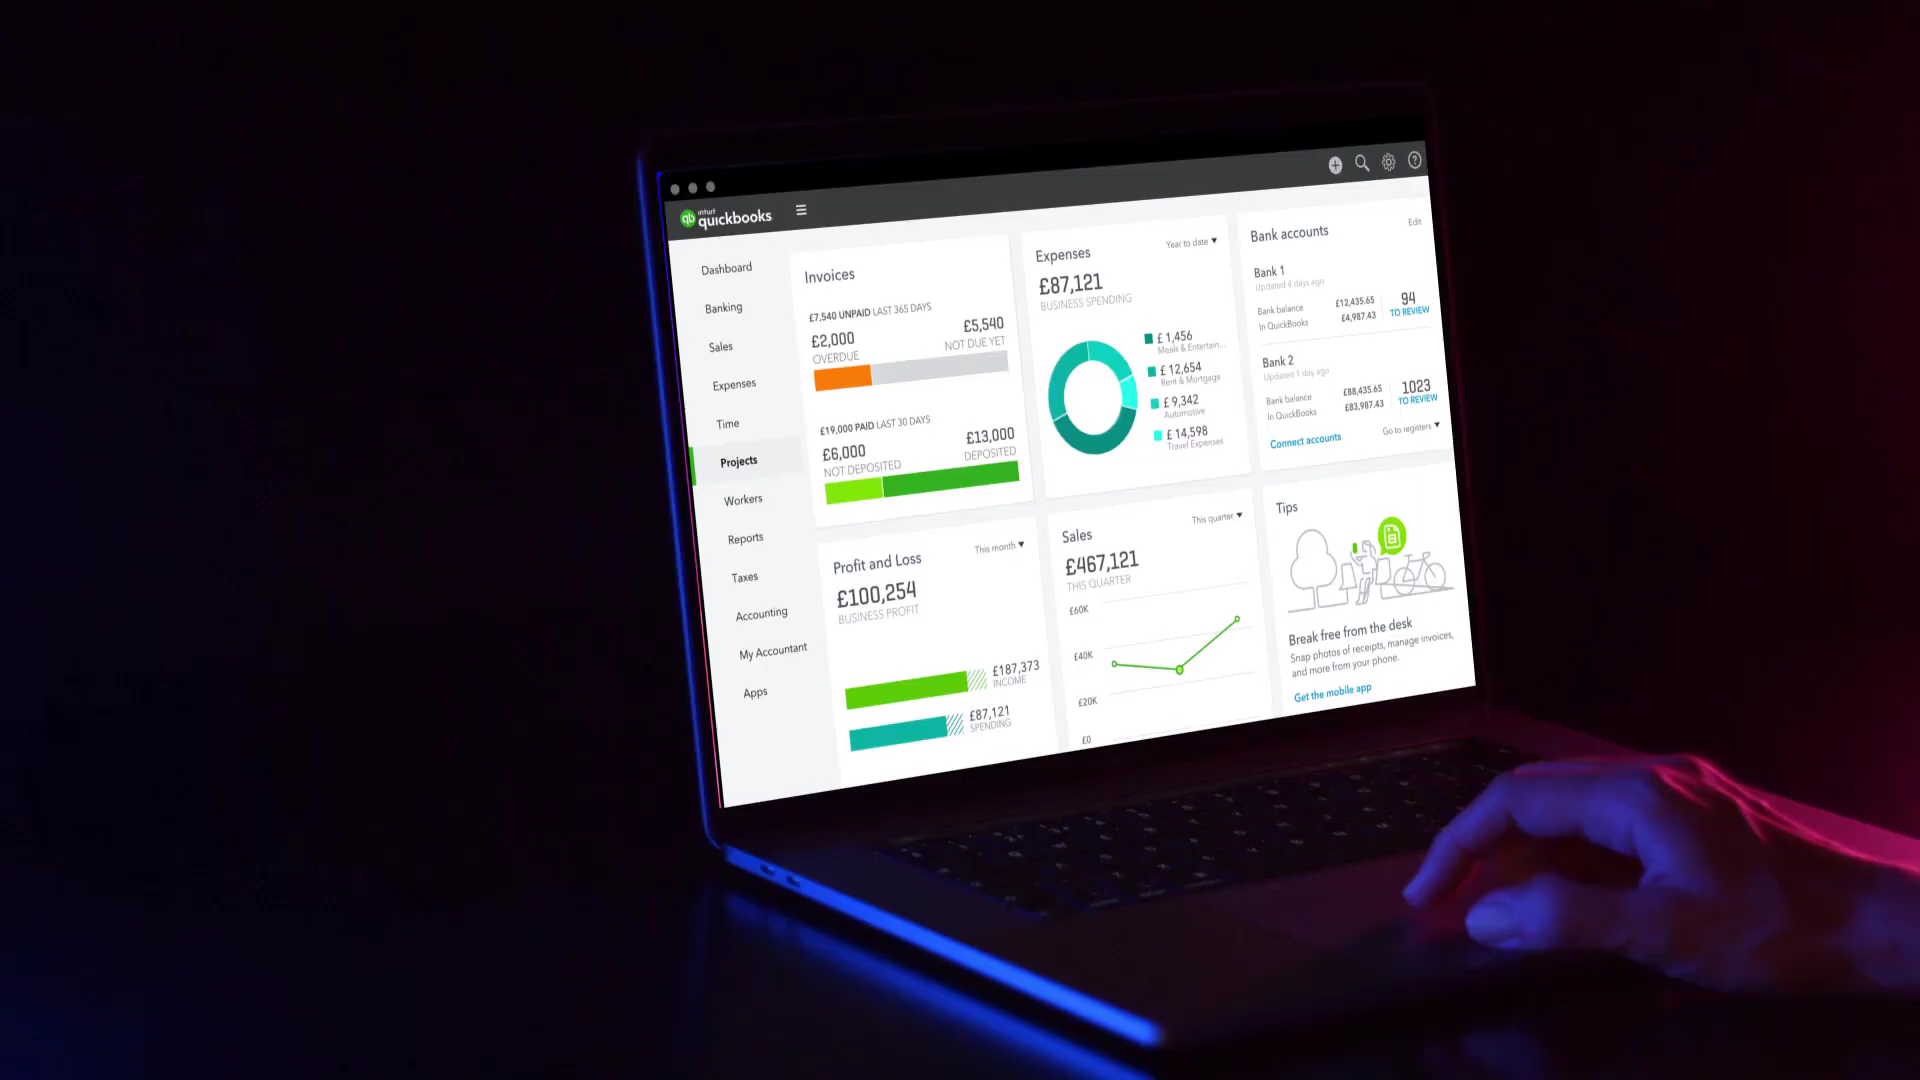 intuit
quickbooks
Dashboard
Banking
Sales
Expenses
Time
Projects
Workers
Reports
Taxes
Accounting
My Accountant
Apps
Invoices
£7,540 UNPAID LAST 365 DAYS
£2,000
OVERDUE
£5,540
NOT DUE YET
£19,000 PAID LAST 30 DAYS
£6,000
NOT DEPOSITED
£13,000
DEPOSITED
Expenses
Year to date
£87,121
BUSINESS SPENDING
£ 1,456
Meals & Entertain...
£ 12,654
Rent & Mortgage
£ 9,342
Automotive
£ 14,598
Travel Expenses
Bank accounts
Edit
Bank 1
Updated 4 days ago
Bank balance £12,435.65
In QuickBooks £4,987.43
94
TO REVIEW
Bank 2
Updated 1 day ago
Bank balance £88,435.65
In QuickBooks £83,987.43
1023
TO REVIEW
Connect accounts
Go to registers
Profit and Loss
This month
£100,254
BUSINESS PROFIT
£187,373
INCOME
£87,121
SPENDING
Sales
This quarter
£467,121
THIS QUARTER
£60K
£40K
£20K
£0
Tips
Break free from the desk
Snap photos of receipts, manage invoices,
and more from your phone.
Get the mobile app